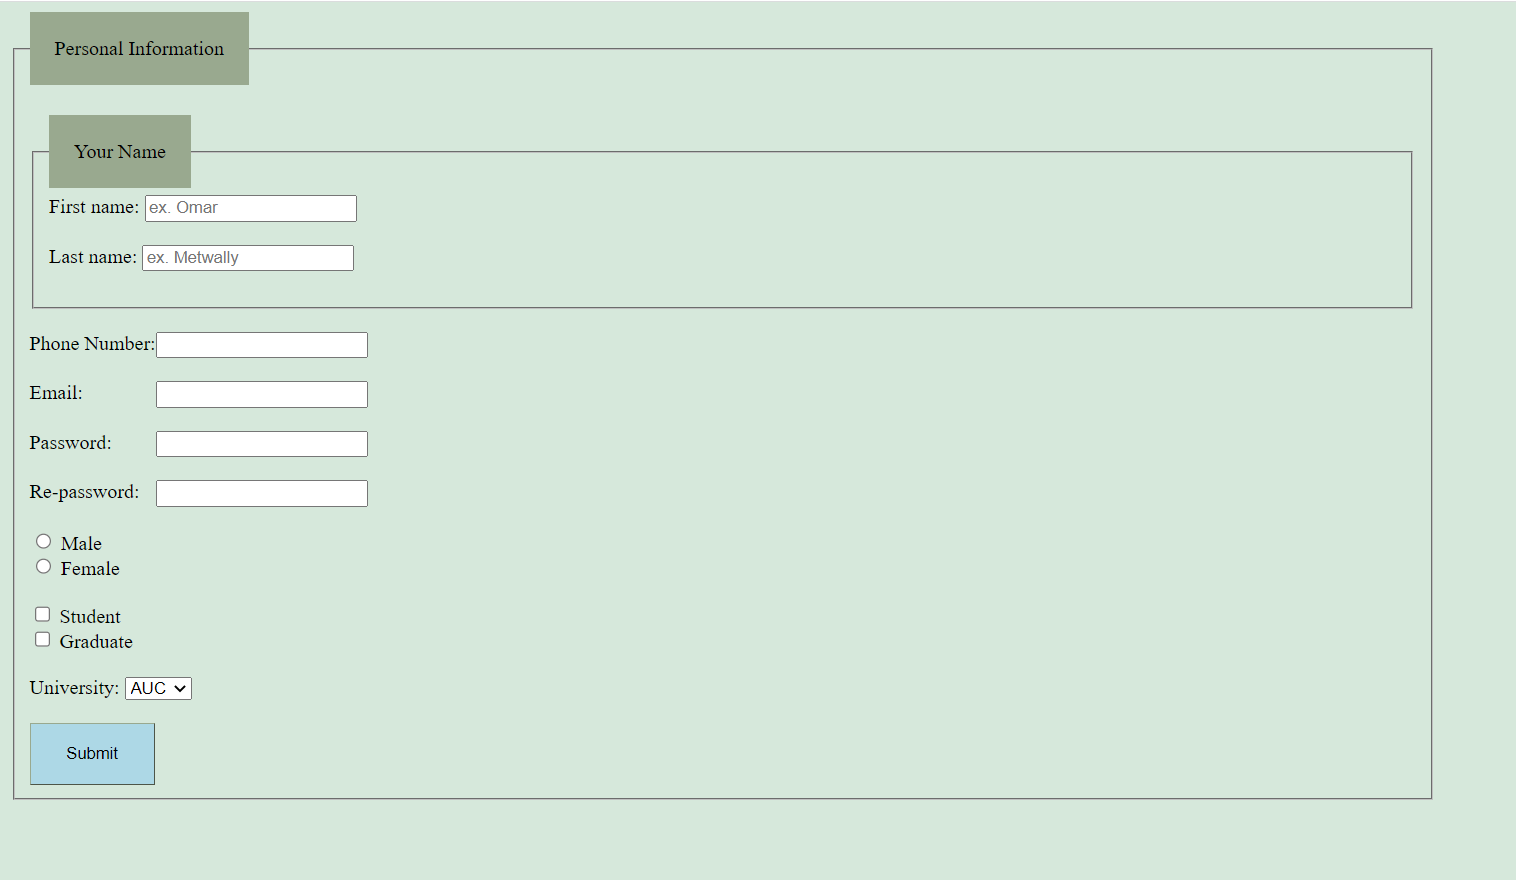 Personal Information
Your Name
First name: ex. Omar
Last name: ex. Metwally
Phone Number:
Email:
Password:
Re-password:
Male
Female
Student
Graduate
University: AUC
Submit